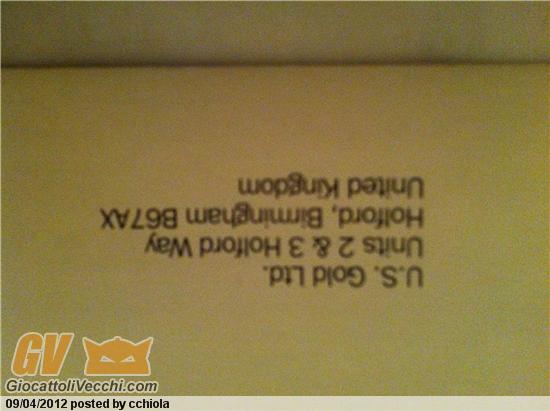 U.S. Gold Ltd.
Units 2 & 3 Holford Way
Holford, Birmingham B67AX
United Kingdom
GV
GiocattoliVecchi.com
09/04/2012 posted by cchiola